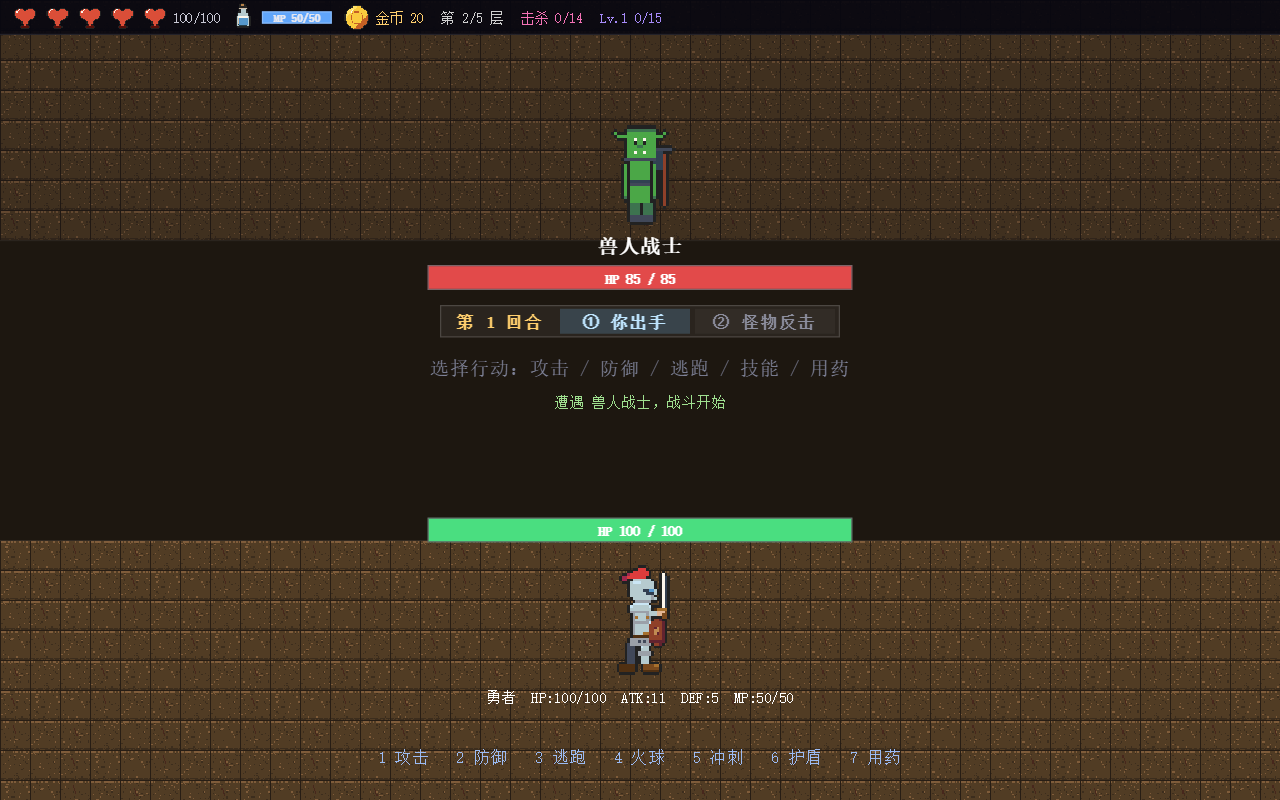 100/100 MP 50/50 金币 20 第 2/5 层 击杀 0/14 Lv.1 0/15
兽人战士
HP 85 / 85
第 1 回合 ① 你出手 ② 怪物反击
选择行动: 攻击 / 防御 / 逃跑 / 技能 / 用药
遭遇 兽人战士，战斗开始
HP 100 / 100
勇者 HP:100/100 ATK:11 DEF:5 MP:50/50
1 攻击 2 防御 3 逃跑 4 火球 5 冲刺 6 护盾 7 用药